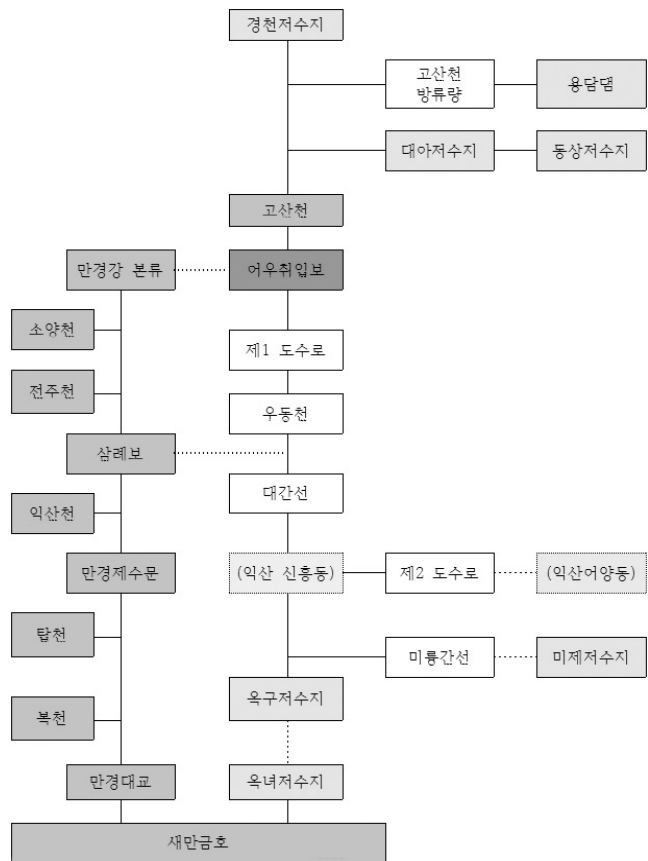 경천저수지
고산천
방류량
용담댐
대아저수지
동상저수지
고산천
만경강 본류
어우취입보
소양천
제1 도수로
전주천
우동천
삼례보
대간선
익산천
만경제수문
(익산 신흥동)
제2 도수로
(익산어양동)
탑천
미룡간선
미제저수지
옥구저수지
복천
만경대교
옥녀저수지
새만금호